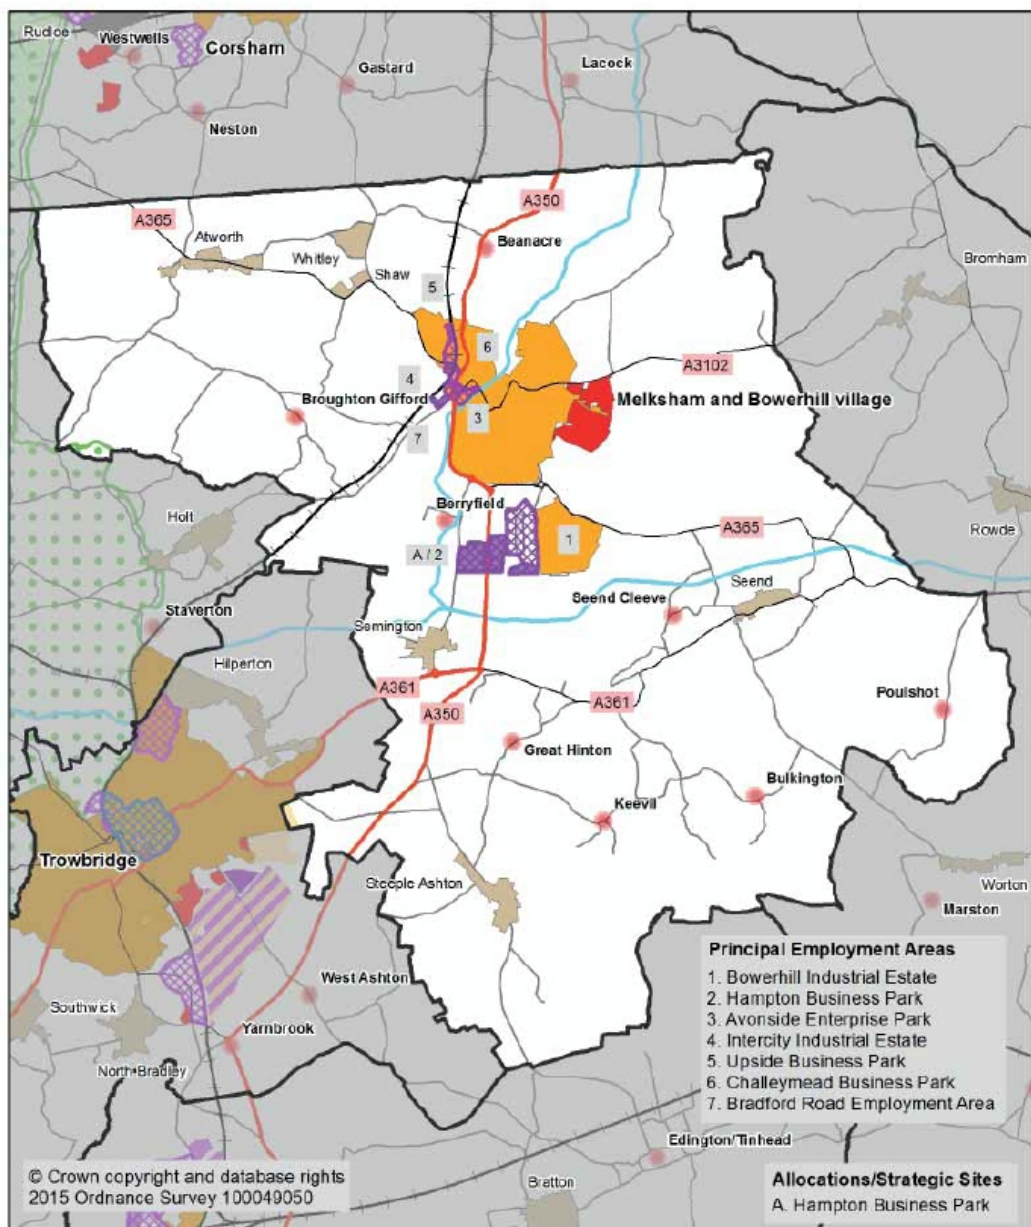 Rudloe
Westwells
Corsham
Gastard
Lacock
Neston
A365
A350
Atworth
Beanacre
Whitley
Bromham
Shaw
5
6
A3102
4
Broughton Gifford
Melksham and Bowerhill village
3
7
Berryfield
Holt
A365
Rowde
1
A / 2
Seend
Staverton
Seend Cleeve
Semington
Hilperton
A361
Poulshot
A350
A361
Great Hinton
Bulkington
Keevil
Trowbridge
Steeple Ashton
Worton
Marston
West Ashton
Southwick
Yarnbrook
North Bradley
Principal Employment Areas
1. Bowerhill Industrial Estate
2. Hampton Business Park
3. Avonside Enterprise Park
4. Intercity Industrial Estate
5. Upside Business Park
6. Challeymead Business Park
7. Bradford Road Employment Area
Edington/Tinhead
Bratton
© Crown copyright and database rights
2015 Ordnance Survey 100049050
Allocations/Strategic Sites
A. Hampton Business Park